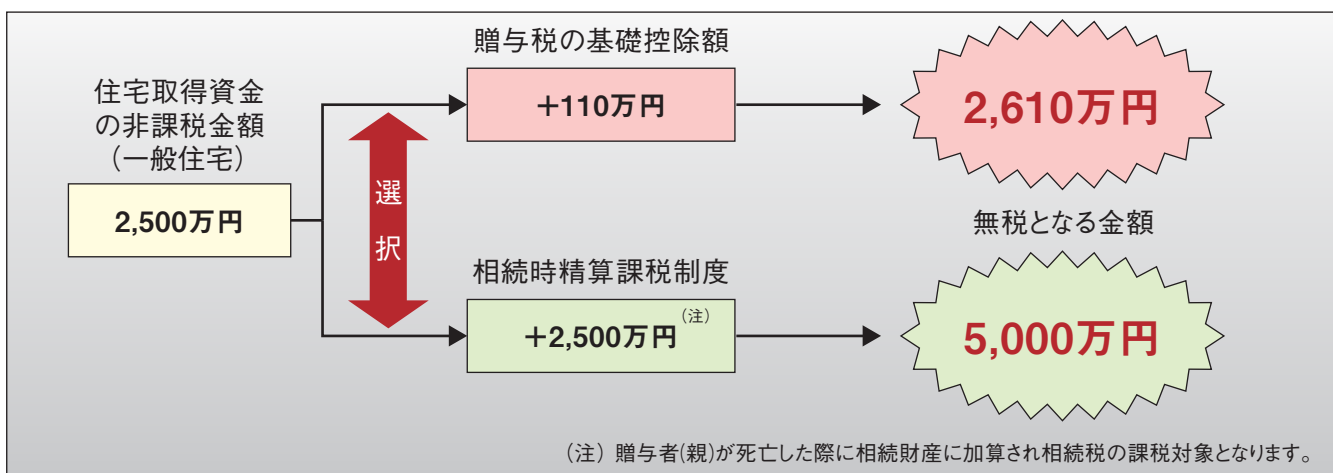 住宅取得資金
の非課税金額
（一般住宅）
2,500万円
選
択
贈与税の基礎控除額
＋110万円
2,610万円
無税となる金額
相続時精算課税制度
＋2,500万円（注）
5,000万円
（注）贈与者(親)が死亡した際に相続財産に加算され相続税の課税対象となります。